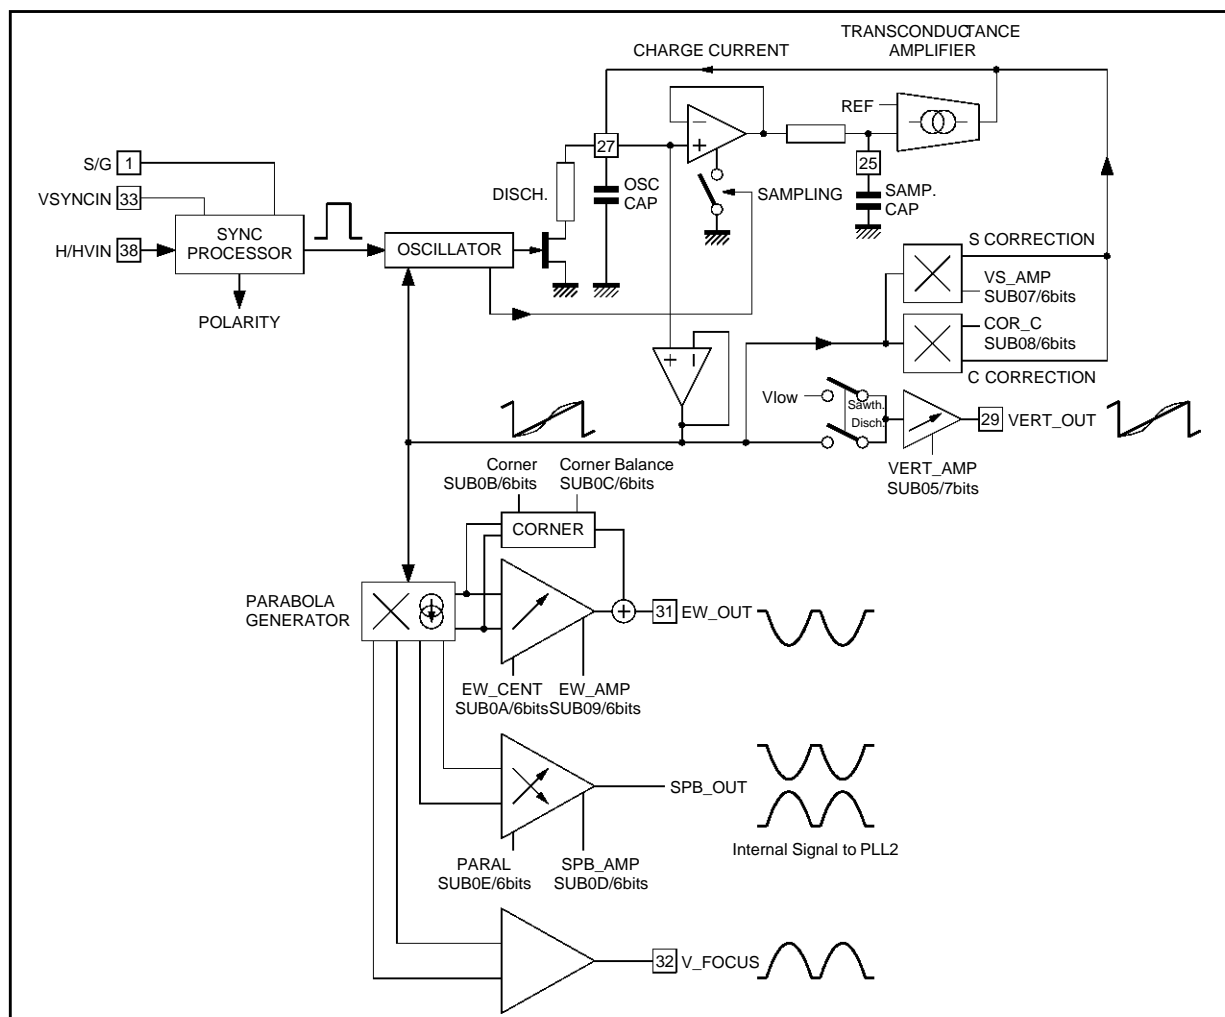 TRANSCONDUCTANCE
AMPLIFIER
CHARGE CURRENT
REF
27
25
S/G 1
DISCH.
OSC
CAP
SAMPLING
SAMP.
CAP
VSYNCIN 33
SYNC
PROCESSOR
H/HVIN 38
OSCILLATOR
S CORRECTION
VS_AMP
SUB07/6bits
POLARITY
COR_C
SUB08/6bits
C CORRECTION
Vlow
Sawth.
Disch.
29 VERT_OUT
VERT_AMP
SUB05/7bits
Corner
SUB0B/6bits
Corner Balance
SUB0C/6bits
CORNER
PARABOLA
GENERATOR
31 EW_OUT
EW_CENT
SUB0A/6bits
EW_AMP
SUB09/6bits
SPB_OUT
Internal Signal to PLL2
PARAL
SUB0E/6bits
SPB_AMP
SUB0D/6bits
32 V_FOCUS